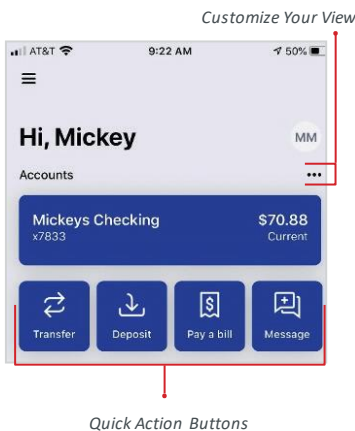 Customize Your View
AT&T 9:22 AM 50%
Hi, Mickey
MM
Accounts
Mickeys Checking $70.88
x7833 Current
Transfer Deposit Pay a bill Message
Quick Action Buttons